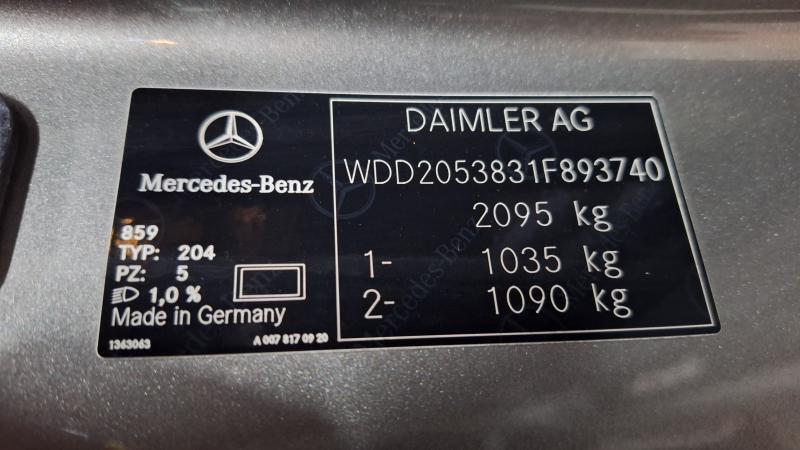 Mercedes-Benz
859
TYP: 204
PZ: 5
1,0 %
Made in Germany
1363063
A 007 817 09 20
DAIMLER AG
WDD2053831F893740
2095 kg
1- 1035 kg
2- 1090 kg